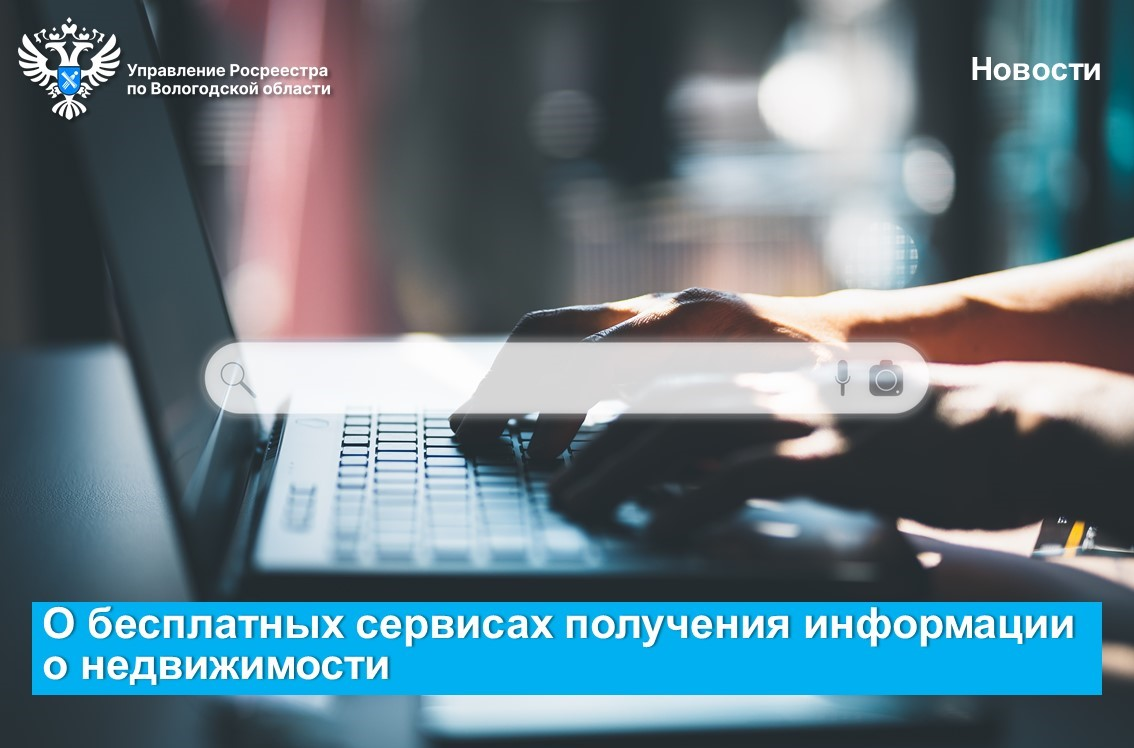 Управление Росреестра
по Вологодской области
Новости
О бесплатных сервисах получения информации
о недвижимости